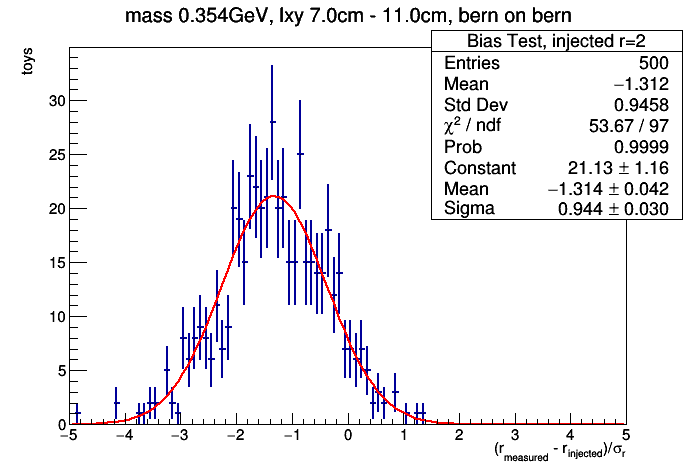 mass 0.354GeV, lxy 7.0cm - 11.0cm, bern on bern
Bias Test, injected r=2
Entries 500
Mean −1.312
Std Dev 0.9458
χ² / ndf 53.67 / 97
Prob 0.9999
Constant 21.13 ± 1.16
Mean −1.314 ± 0.042
Sigma 0.944 ± 0.030
toys
30
25
20
15
10
5
0
−5 −4 −3 −2 −1 0 1 2 3 4 5
(r_measured - r_injected)/σ_r